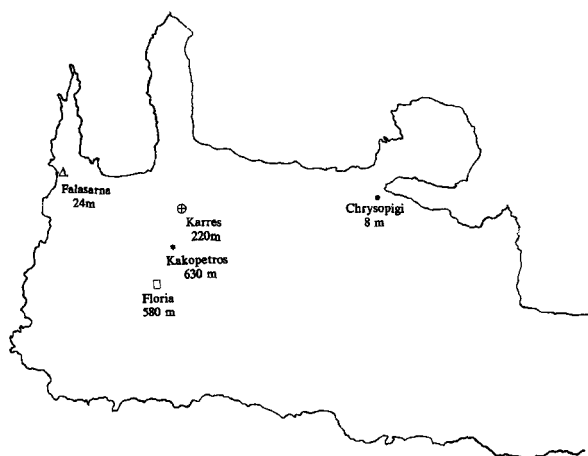 Falasarna
24m
Karres
220m
Kakopetros
630 m
Floria
580 m
Chrysopigi
8 m